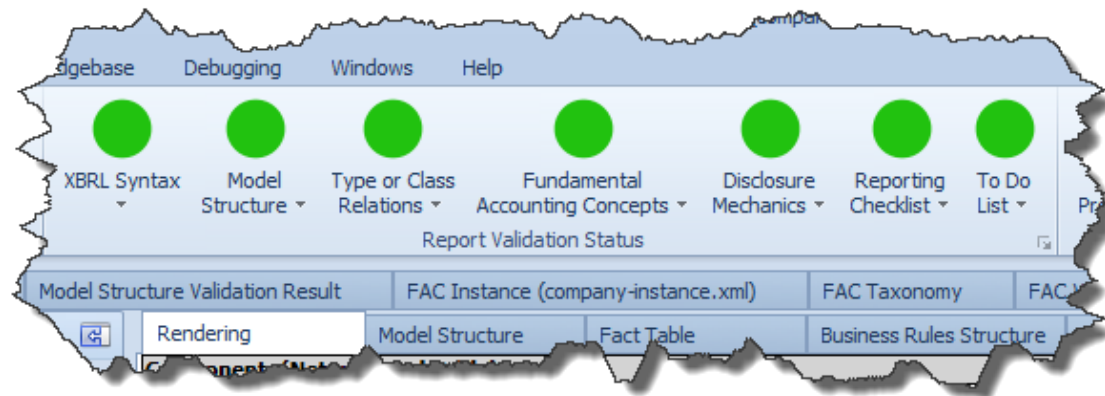 Debugging Windows Help
XBRL Syntax
Model
Structure
Type or Class
Relations
Fundamental
Accounting Concepts
Disclosure
Mechanics
Reporting
Checklist
To Do
List
Report Validation Status
Model Structure Validation Result
FAC Instance (company-instance.xml)
FAC Taxonomy
FAC
Rendering
Model Structure
Fact Table
Business Rules Structure